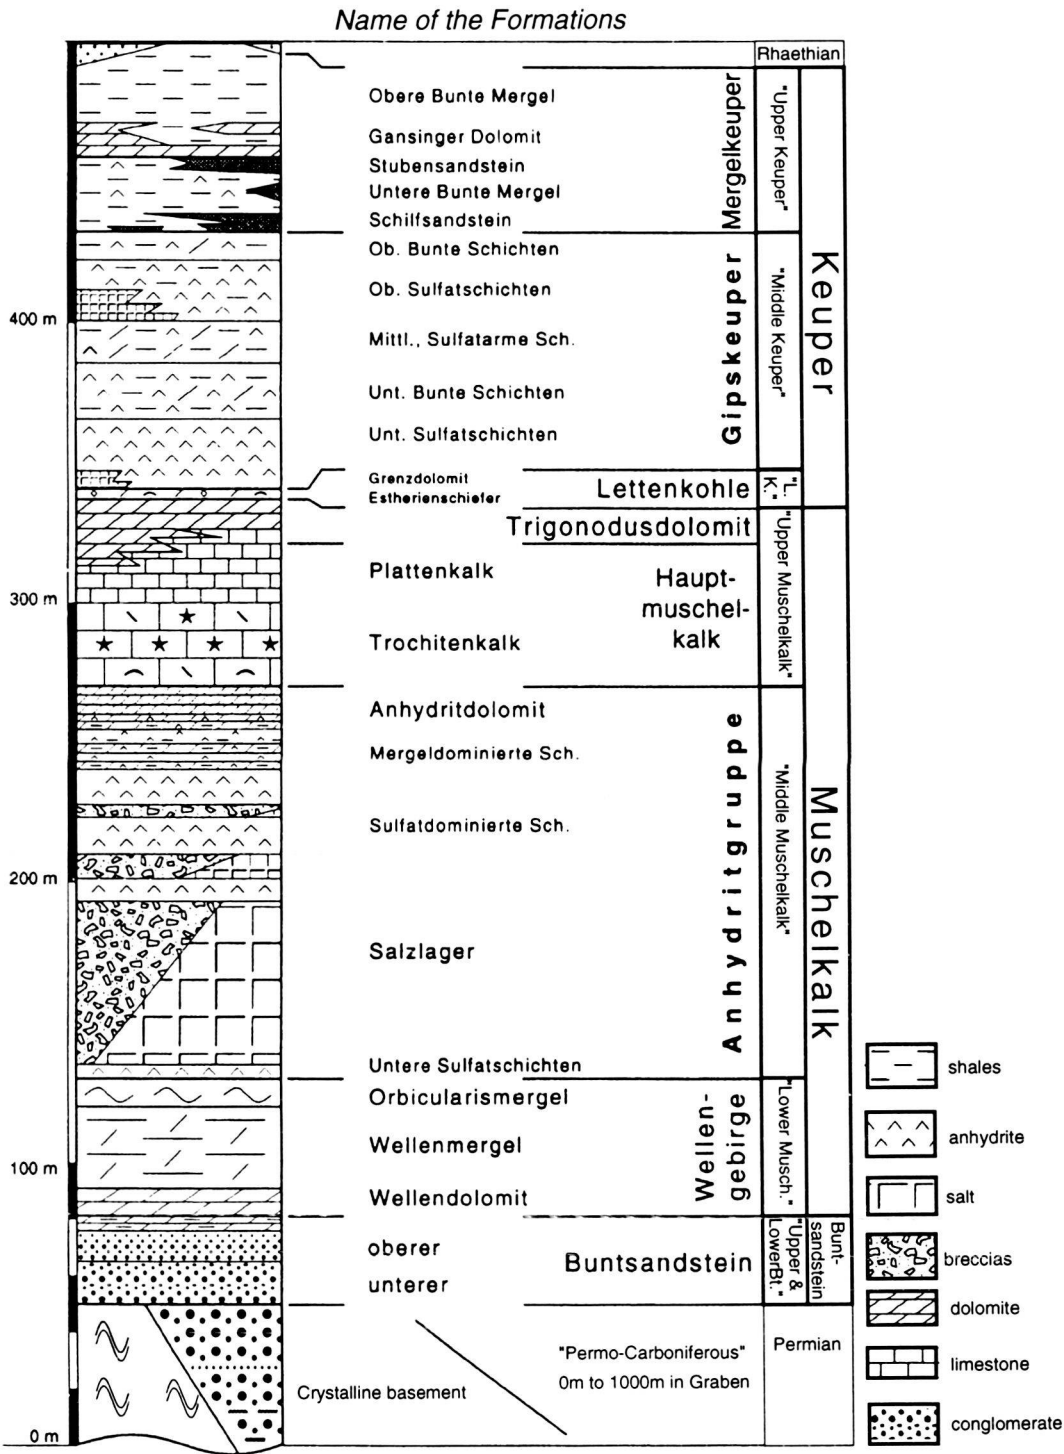 Name of the Formations
Rhaethian
Obere Bunte Mergel
Gansinger Dolomit
Stubensandstein
Untere Bunte Mergel
Schilfsandstein
Mergelkeuper
"Upper Keuper"
Ob. Bunte Schichten
Ob. Sulfatschichten
400 m
Mittl., Sulfatarme Sch.
Unt. Bunte Schichten
Unt. Sulfatschichten
Gipskeuper
"Middle Keuper"
Keuper
Grenzdolomit
Estherienschiefer
Lettenkohle
"L.
K."
Trigonodusdolomit
Plattenkalk
Haupt-
muschel-
kalk
300 m
Trochitenkalk
"Upper Muschelkalk"
Anhydritdolomit
Mergeldominierte Sch.
Sulfatdominierte Sch.
200 m
Salzlager
Untere Sulfatschichten
Anhydritgruppe
"Middle Muschelkalk"
Muschelkalk
Orbicularismergel
Wellenmergel
100 m
Wellendolomit
Wellen-
gebirge
"Lower Musch."
oberer
unterer
Buntsandstein
"Upper &
LowerBt."
Bunt-
sandstein
"Permo-Carboniferous"
0m to 1000m in Graben
Permian
Crystalline basement
0 m
shales
anhydrite
salt
breccias
dolomite
limestone
conglomerate